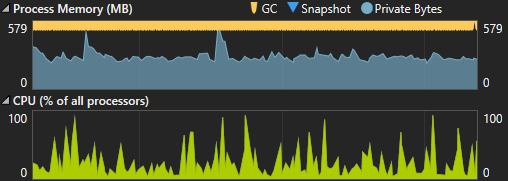 Process Memory (MB) GC Snapshot Private Bytes
579 579
0 0
CPU (% of all processors)
100 100
0 0